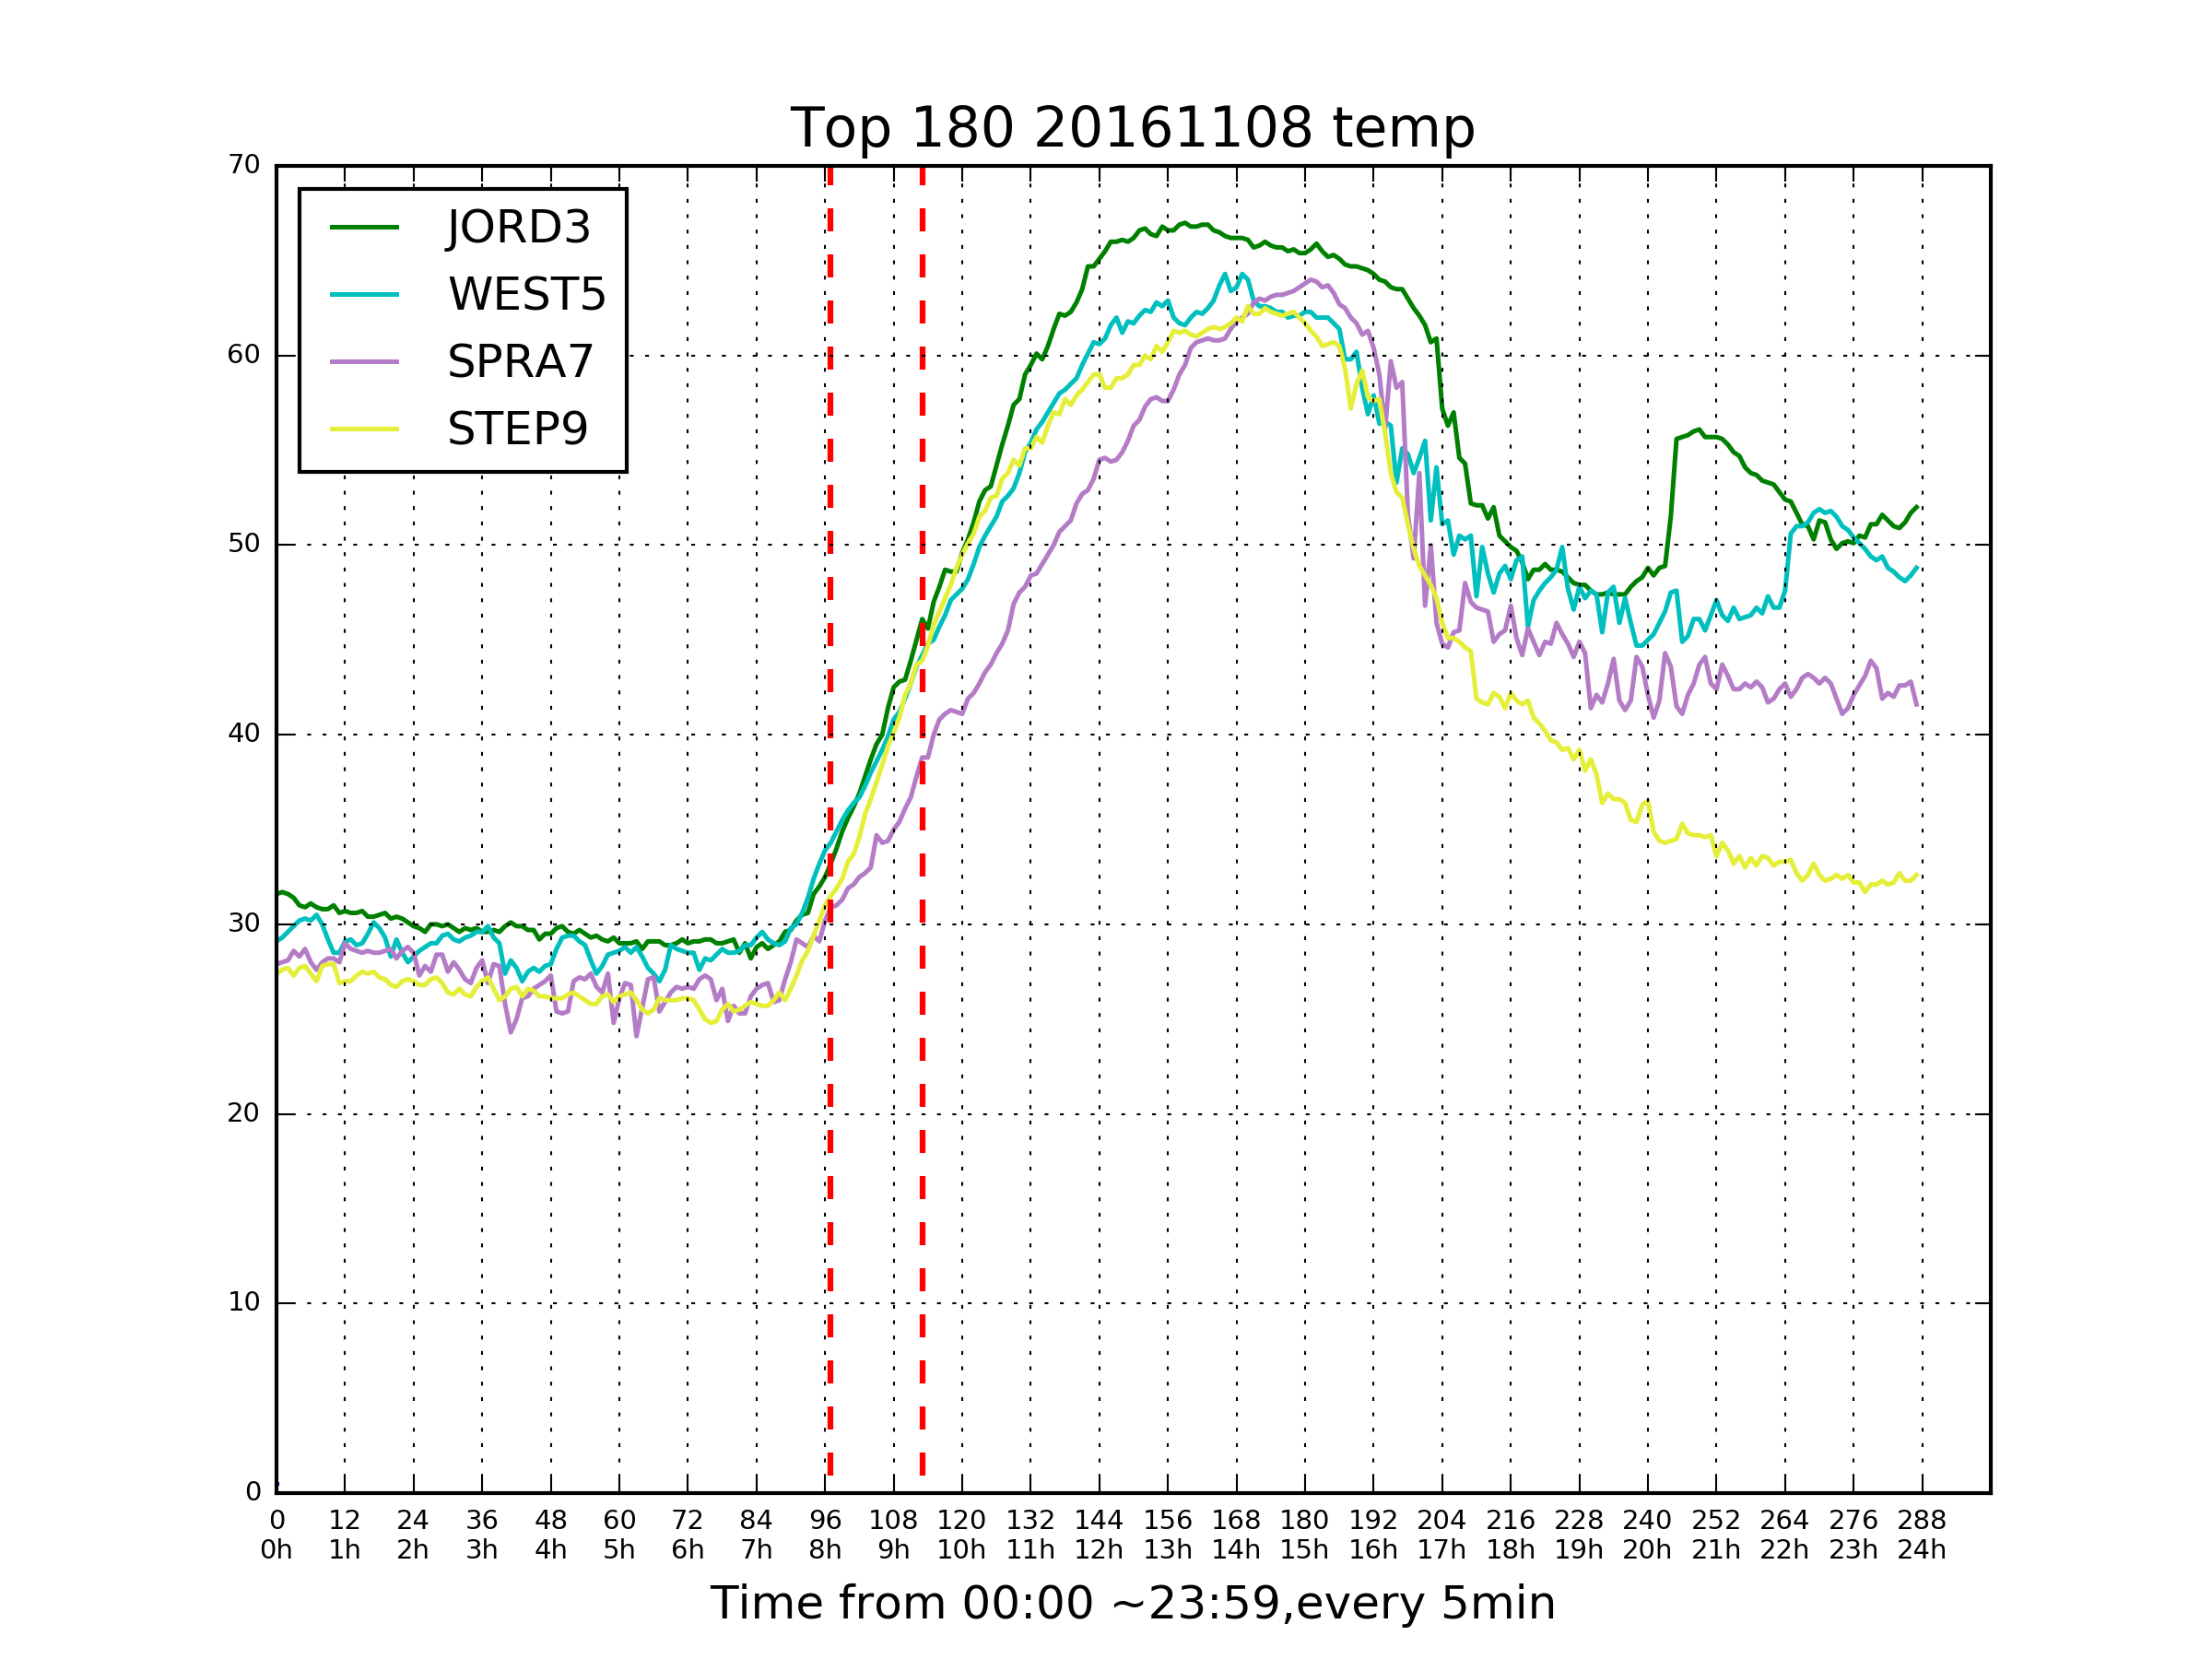 Top 180 20161108 temp
70
60
50
40
30
20
10
0
JORD3
WEST5
SPRA7
STEP9
0 12 24 36 48 60 72 84 96 108 120 132 144 156 168 180 192 204 216 228 240 252 264 276 288
0h 1h 2h 3h 4h 5h 6h 7h 8h 9h 10h 11h 12h 13h 14h 15h 16h 17h 18h 19h 20h 21h 22h 23h 24h
Time from 00:00 ~23:59,every 5min